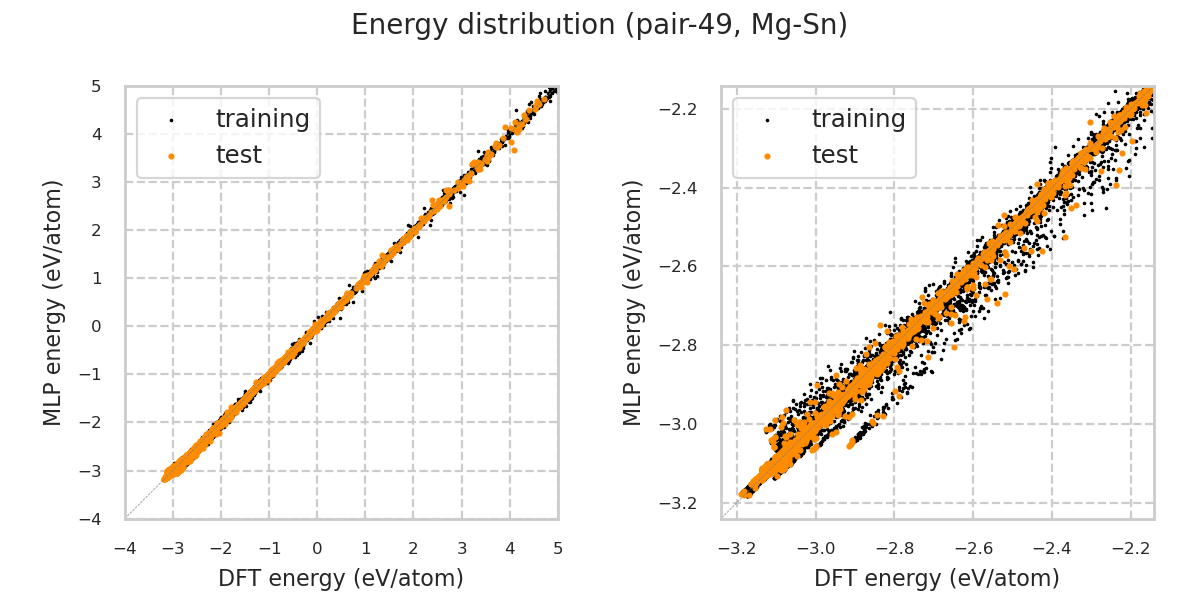 Energy distribution (pair-49, Mg-Sn)
training
test
MLP energy (eV/atom)
5
4
3
2
1
0
−1
−2
−3
−4
−4 −3 −2 −1 0 1 2 3 4 5
DFT energy (eV/atom)
training
test
MLP energy (eV/atom)
−2.2
−2.4
−2.6
−2.8
−3.0
−3.2
−3.2 −3.0 −2.8 −2.6 −2.4 −2.2
DFT energy (eV/atom)